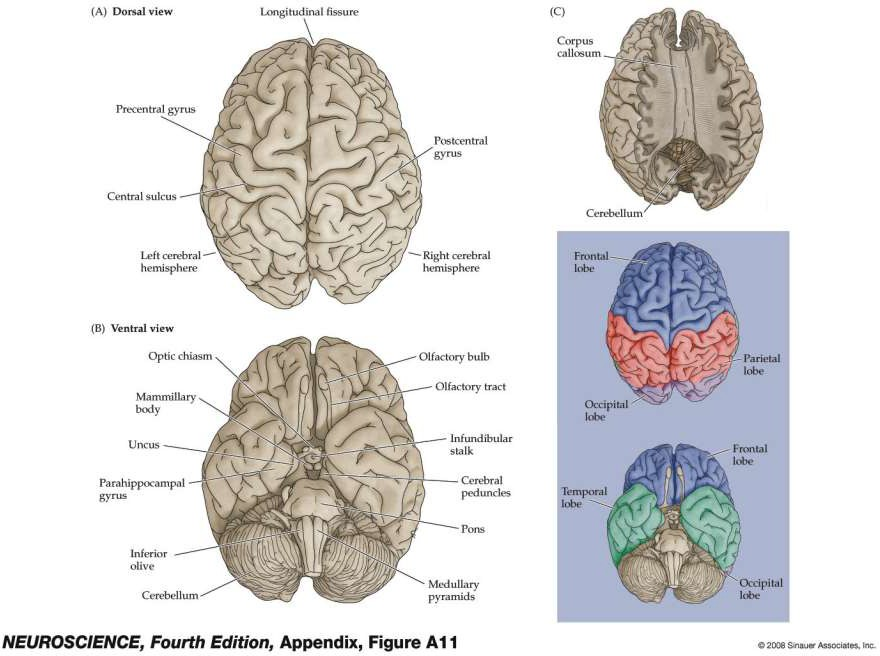 (A) Dorsal view
Longitudinal fissure
Precentral gyrus
Postcentral
gyrus
Central sulcus
Left cerebral
hemisphere
Right cerebral
hemisphere
(B) Ventral view
Optic chiasm
Olfactory bulb
Mammillary
body
Olfactory tract
Uncus
Infundibular
stalk
Parahippocampal
gyrus
Cerebral
peduncles
Pons
Inferior
olive
Cerebellum
Medullary
pyramids
(C)
Corpus
callosum
Cerebellum
Frontal
lobe
Parietal
lobe
Occipital
lobe
Frontal
lobe
Temporal
lobe
Occipital
lobe
NEUROSCIENCE, Fourth Edition, Appendix, Figure A11
© 2008 Sinauer Associates, Inc.